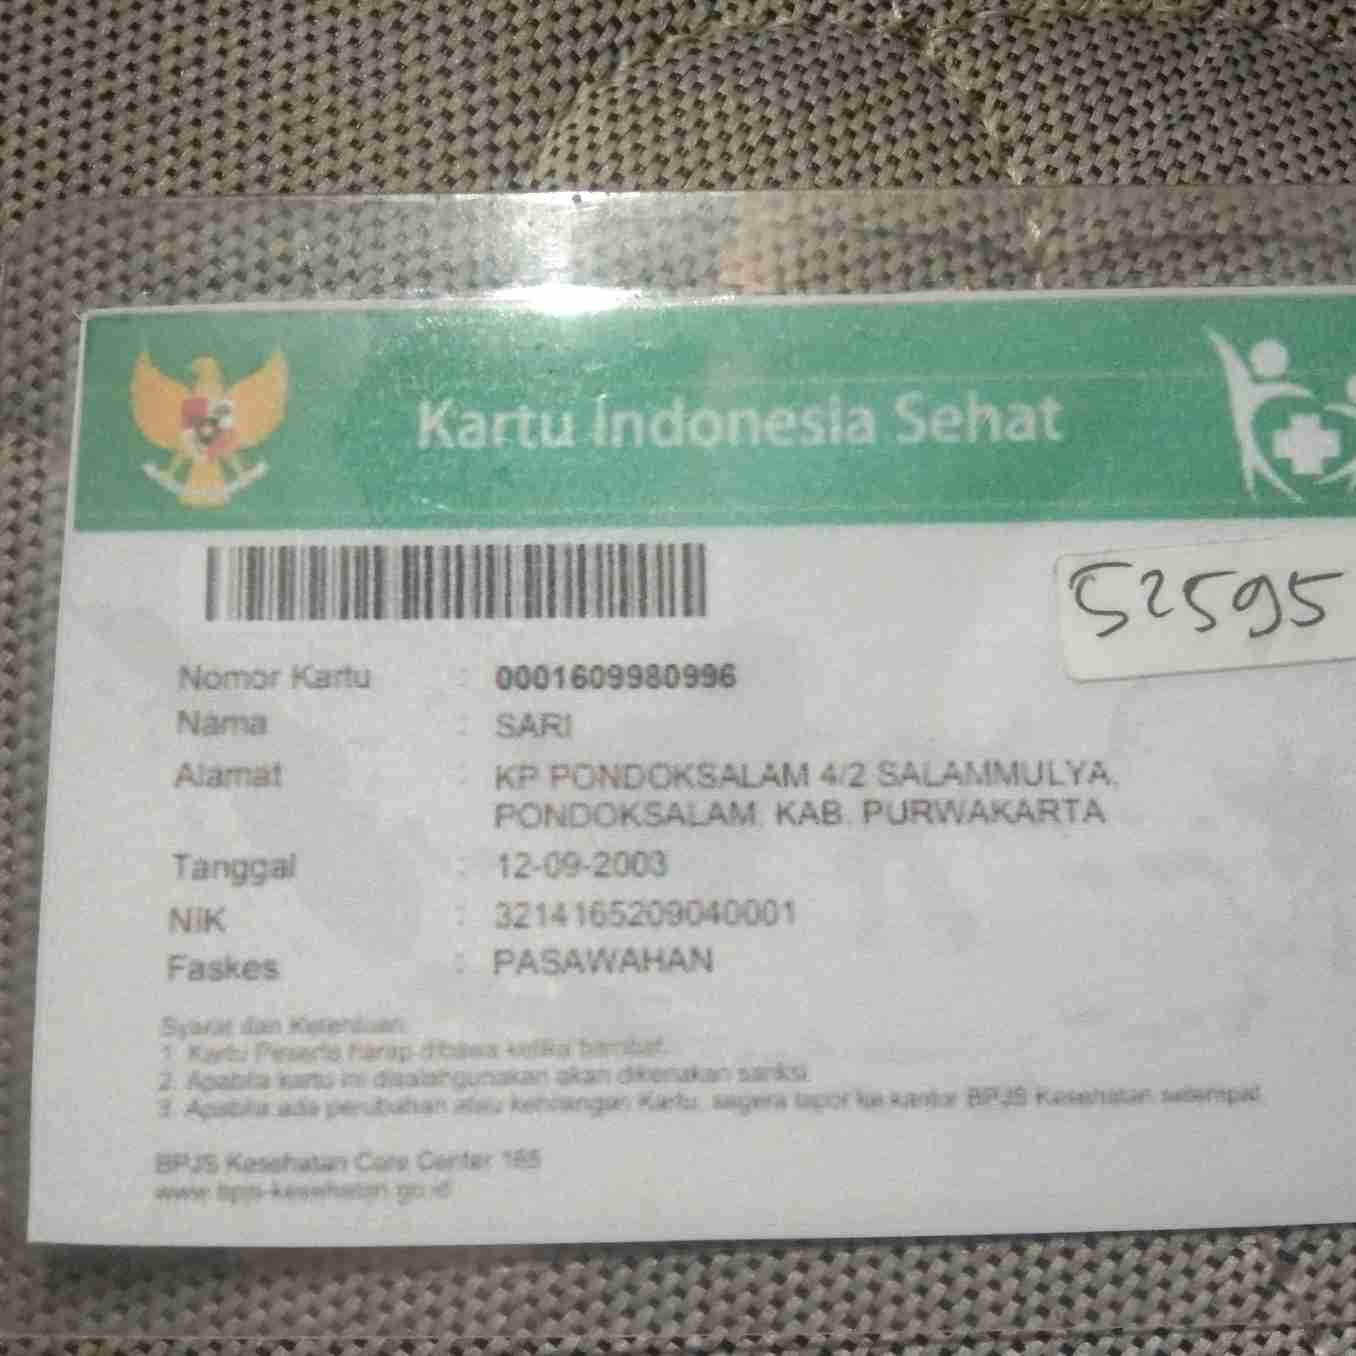 Kartu Indonesia Sehat
52595
Nomor Kartu : 0001609980996
Nama : SARI
Alamat : KP PONDOKSALAM 4/2 SALAMMULYA,
PONDOKSALAM, KAB. PURWAKARTA
Tanggal : 12-09-2003
NIK : 3214165209040001
Faskes : PASAWAHAN
Syarat dan Ketentuan:
1. Kartu Peserta harap dibawa ketika berobat.
2. Apabila kartu ini disalahgunakan akan dikenakan sanksi.
3. Apabila ada perubahan atau kehilangan Kartu, segera lapor ke kantor BPJS Kesehatan setempat.
BPJS Kesehatan Care Center 165
www.bpjs-kesehatan.go.id